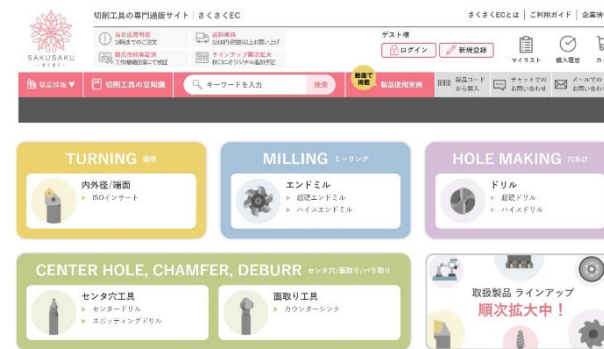 切削工具の専門通販サイト｜さくさくEC
さくさくECとは
ご利用ガイド
企業情
SAKUSAKU
- E C E C -
当日出荷可能
送料無料
ゲスト様
ログイン
新規登録
マイリスト
購入履歴
製品情報▼
切削工具の豆知識
キーワードを入力
検索
動画で
掲載
製品使用実例
製品コード
から購入
チャットでの
お問い合わせ
メールでの
お問い合わせ
TURNING 旋削
内外径/端面
ISOインサート
MILLING ミーリング
エンドミル
超硬エンドミル
ハイスエンドミル
HOLE MAKING 穴あけ
ドリル
超硬ドリル
ハイスドリル
CENTER HOLE, CHAMFER, DEBURR センタ穴/面取り/バリ取り
センタ穴工具
センタードリル
スポッティングドリル
面取り工具
カウンターシンク
取扱製品 ラインアップ
順次拡大中！